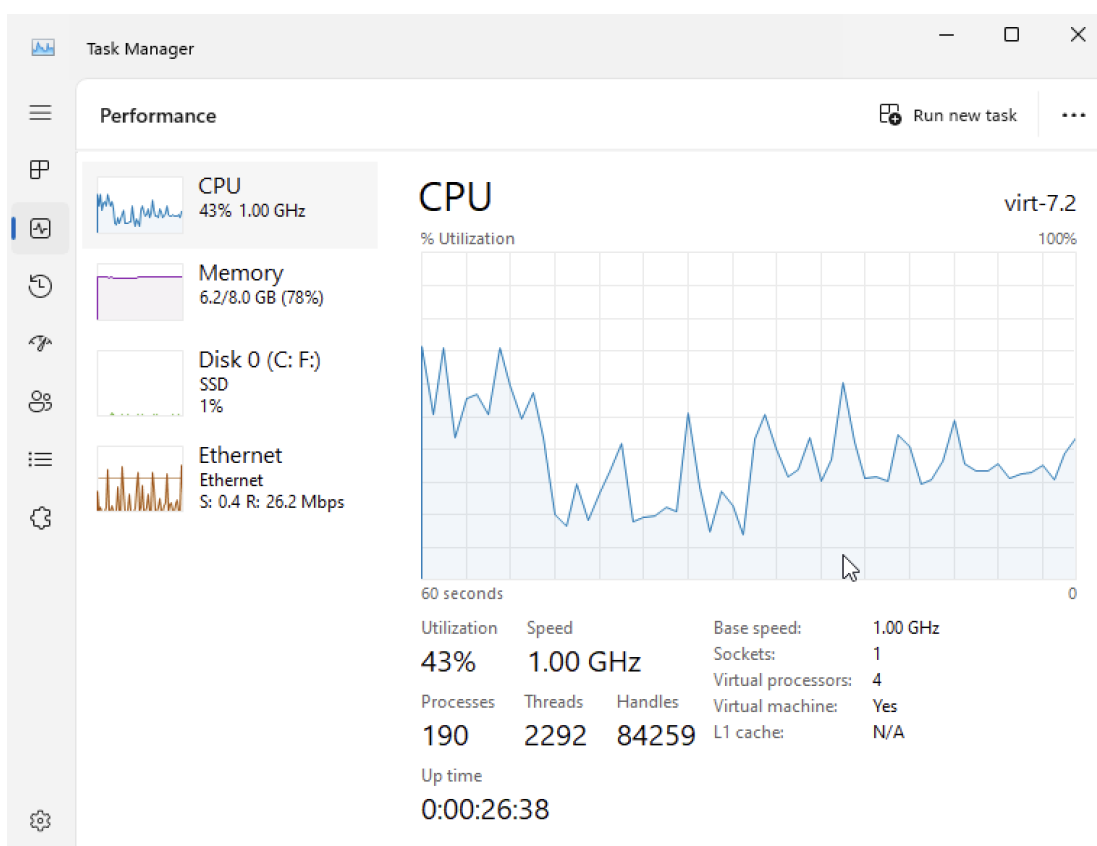 Task Manager
Performance
Run new task
CPU
43% 1.00 GHz
Memory
6.2/8.0 GB (78%)
Disk 0 (C: F:)
SSD
1%
Ethernet
Ethernet
S: 0.4 R: 26.2 Mbps
CPU
virt-7.2
% Utilization
100%
60 seconds
0
Utilization
Speed
43%
1.00 GHz
Processes
Threads
Handles
190
2292
84259
Up time
0:00:26:38
Base speed: 1.00 GHz
Sockets: 1
Virtual processors: 4
Virtual machine: Yes
L1 cache: N/A